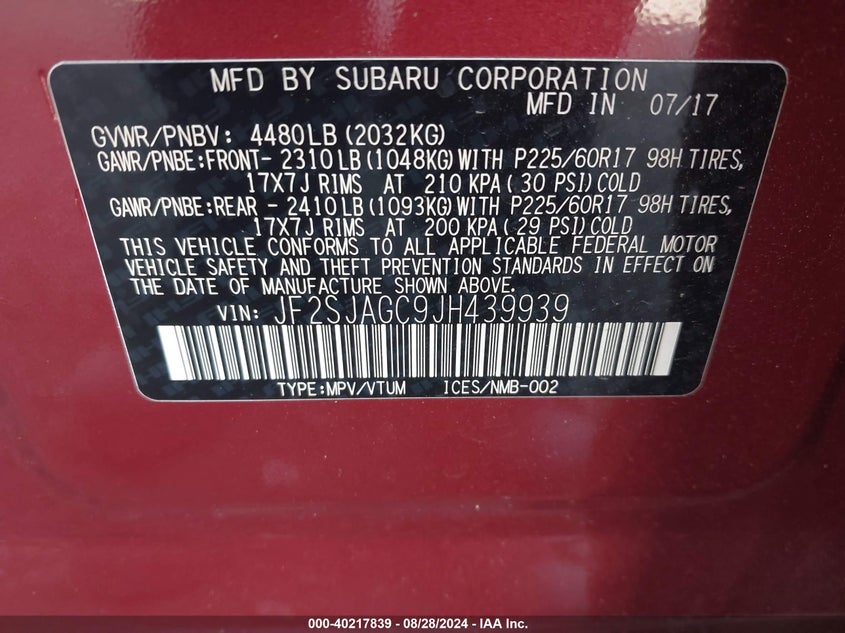 MFD BY SUBARU CORPORATION
MFD IN 07/17
GVWR/PNBV: 4480LB (2032KG)
GAWR/PNBE:FRONT- 2310LB (1048KG) WITH P225/60R17 98H TIRES,
17X7J RIMS AT 210 KPA ( 30 PSI) COLD
GAWR/PNBE:REAR - 2410LB (1093KG) WITH P225/60R17 98H TIRES,
17X7J RIMS AT 200 KPA ( 29 PSI) COLD
THIS VEHICLE CONFORMS TO ALL APPLICABLE FEDERAL MOTOR
VEHICLE SAFETY AND THEFT PREVENTION STANDARDS IN EFFECT ON
THE DATE OF MANUFACTURE SHOWN ABOVE.
VIN: JF2SJAGC9JH439939
TYPE:MPV/VTUM ICES/NMB-002
000-40217839 - 08/28/2024 - IAA Inc.